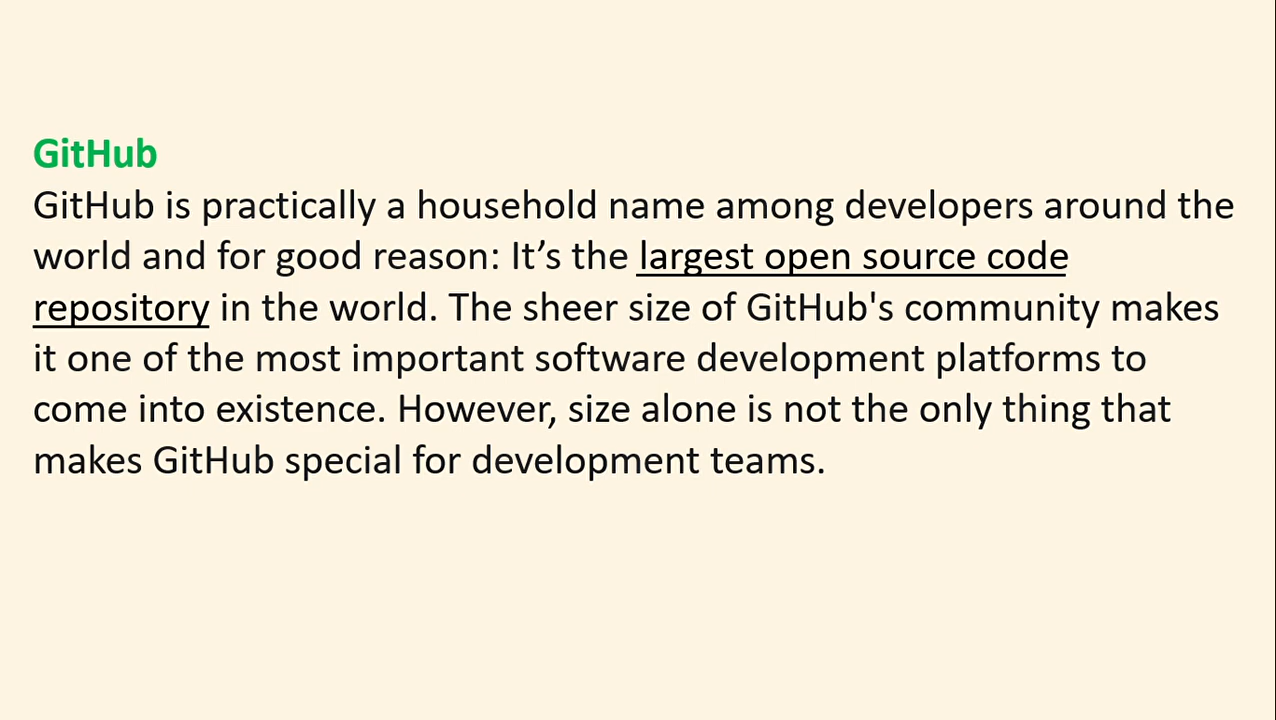 GitHub
GitHub is practically a household name among developers around the
world and for good reason: It’s the largest open source code
repository in the world. The sheer size of GitHub's community makes
it one of the most important software development platforms to
come into existence. However, size alone is not the only thing that
makes GitHub special for development teams.